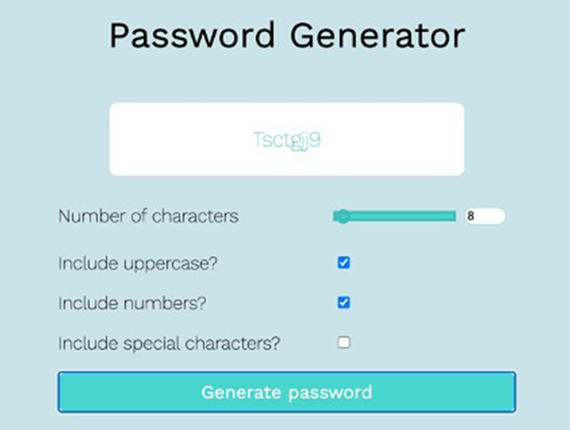 Password Generator
Tsctgjj9
Number of characters 8
Include uppercase?
Include numbers?
Include special characters?
Generate password